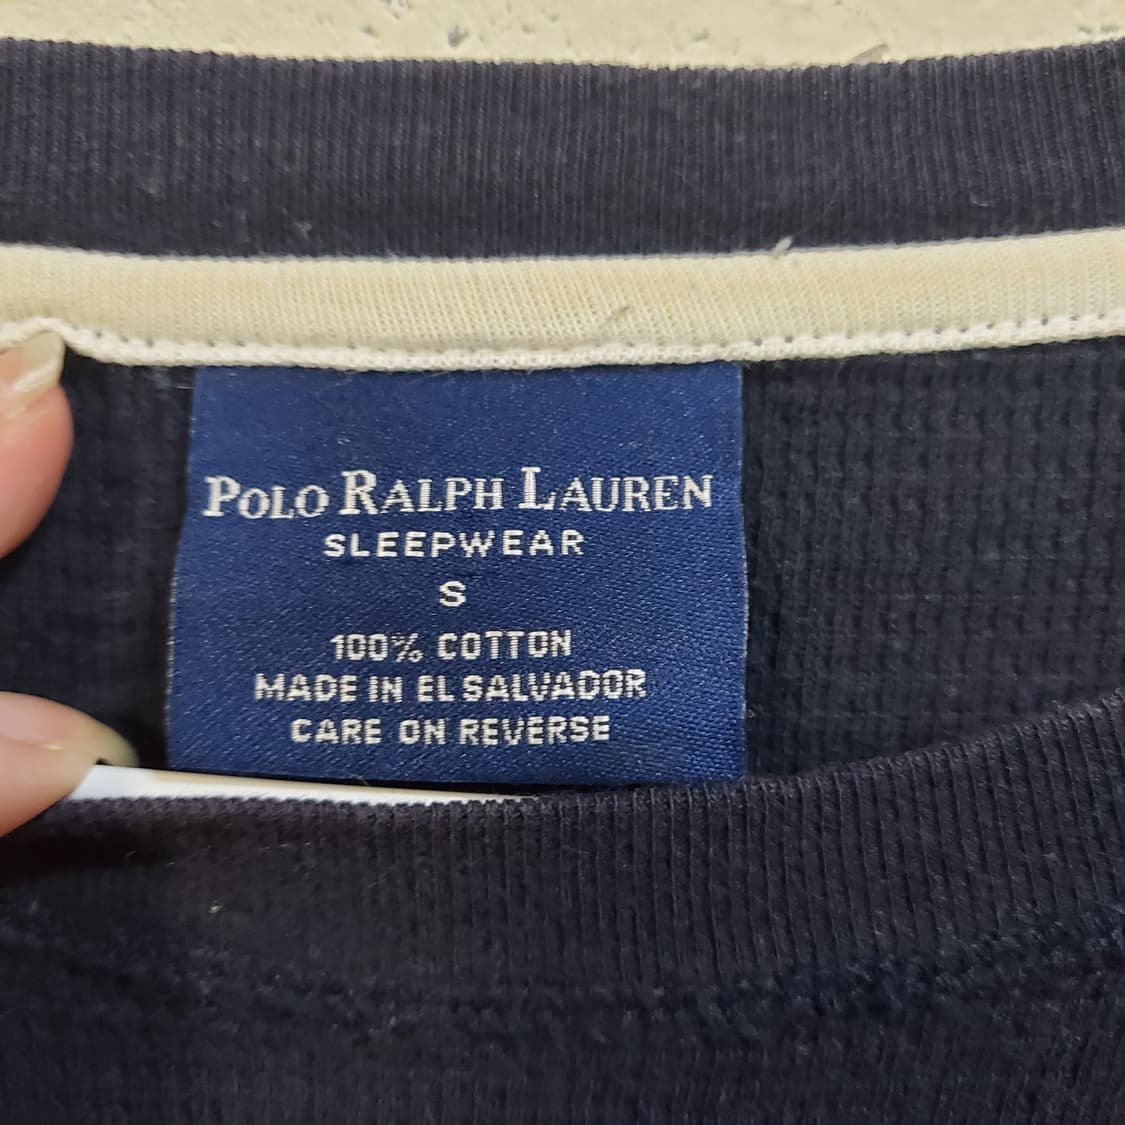 POLO RALPH LAUREN
SLEEPWEAR
S
100% COTTON
MADE IN EL SALVADOR
CARE ON REVERSE